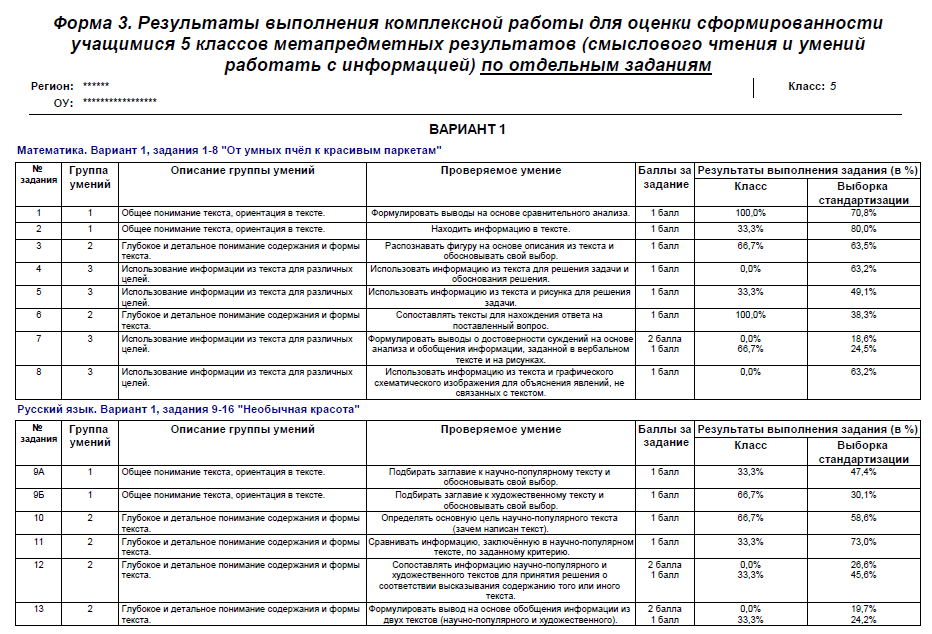 Форма 3. Результаты выполнения комплексной работы для оценки сформированности
учащимися 5 классов метапредметных результатов (смыслового чтения и умений
работать с информацией) по отдельным заданиям
Регион: ******
Класс: 5
ОУ: *****************
ВАРИАНТ 1
Математика. Вариант 1, задания 1-8 "От умных пчёл к красивым паркетам"
№ задания Группа умений Описание группы умений Проверяемое умение Баллы за задание Результаты выполнения задания (в %)
Класс Выборка стандартизации
1 1 Общее понимание текста, ориентация в тексте. Формулировать выводы на основе сравнительного анализа. 1 балл 100,0% 70,8%
2 1 Общее понимание текста, ориентация в тексте. Находить информацию в тексте. 1 балл 33,3% 80,0%
3 2 Глубокое и детальное понимание содержания и формы Распознавать фигуру на основе описания из текста и 1 балл 66,7% 63,5%
текста. обосновывать свой выбор.
4 3 Использование информации из текста для различных Использовать информацию из текста для решения задачи и 1 балл 0,0% 63,2%
целей. обоснования решения.
5 3 Использование информации из текста для различных Использовать информацию из текста и рисунка для решения 1 балл 33,3% 49,1%
целей. задачи.
6 2 Глубокое и детальное понимание содержания и формы Сопоставлять тексты для нахождения ответа на 1 балл 100,0% 38,3%
текста. поставленный вопрос.
7 3 Использование информации из текста для различных Формулировать выводы о достоверности суждений на основе 2 балла 0,0% 18,6%
целей. анализа и обобщения информации, заданной в вербальном 1 балл 66,7% 24,5%
тексте и на рисунках.
8 3 Использование информации из текста для различных Использовать информацию из текста и графического 1 балл 0,0% 63,2%
целей. схематического изображения для объяснения явлений, не
связанных с текстом.
Русский язык. Вариант 1, задания 9-16 "Необычная красота"
№ задания Группа умений Описание группы умений Проверяемое умение Баллы за задание Результаты выполнения задания (в %)
Класс Выборка стандартизации
9А 1 Общее понимание текста, ориентация в тексте. Подбирать заглавие к научно-популярному тексту и 1 балл 33,3% 47,4%
обосновывать свой выбор.
9Б 1 Общее понимание текста, ориентация в тексте. Подбирать заглавие к художественному тексту и 1 балл 66,7% 30,1%
обосновывать свой выбор.
10 2 Глубокое и детальное понимание содержания и формы Определять основную цель научно-популярного текста 1 балл 66,7% 58,6%
текста. (зачем написан текст).
11 2 Глубокое и детальное понимание содержания и формы Сравнивать информацию, заключённую в научно-популярном 1 балл 33,3% 73,0%
текста. тексте, по заданному критерию.
12 2 Глубокое и детальное понимание содержания и формы Сопоставлять информацию научно-популярного и 2 балла 0,0% 26,6%
текста. художественного текстов для принятия решения о 1 балл 33,3% 45,6%
соответствии высказывания содержанию того или иного
текста.
13 2 Глубокое и детальное понимание содержания и формы Формулировать вывод на основе обобщения информации из 2 балла 0,0% 19,7%
текста. двух текстов (научно-популярного и художественного). 1 балл 33,3% 24,2%